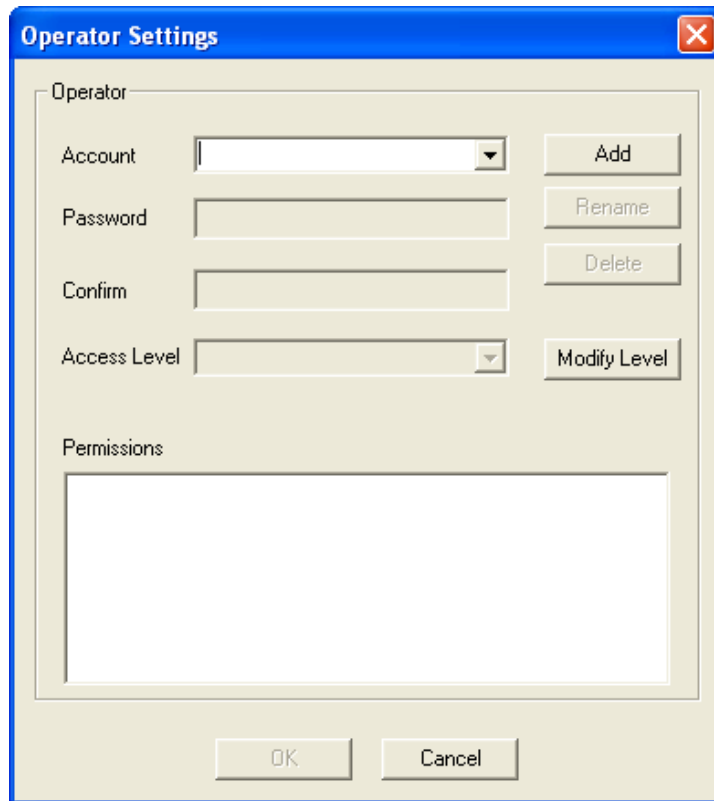 Operator Settings
Operator
Account
Add
Password
Rename
Delete
Confirm
Access Level
Modify Level
Permissions
OK
Cancel